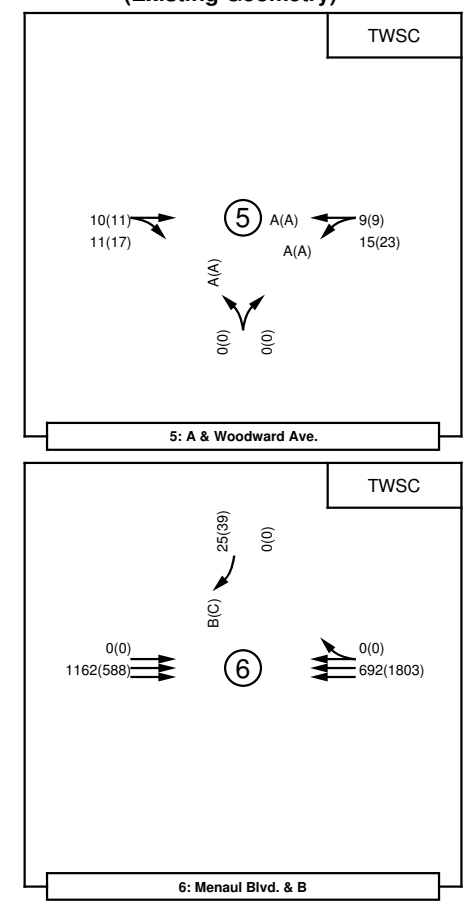 (Existing Geometry)
TWSC
10(11)
11(17)
5
A(A)
A(A)
9(9)
15(23)
A(A)
0(0)
0(0)
5: A & Woodward Ave.
TWSC
25(39)
0(0)
B(C)
0(0)
1162(588)
6
0(0)
692(1803)
6: Menaul Blvd. & B